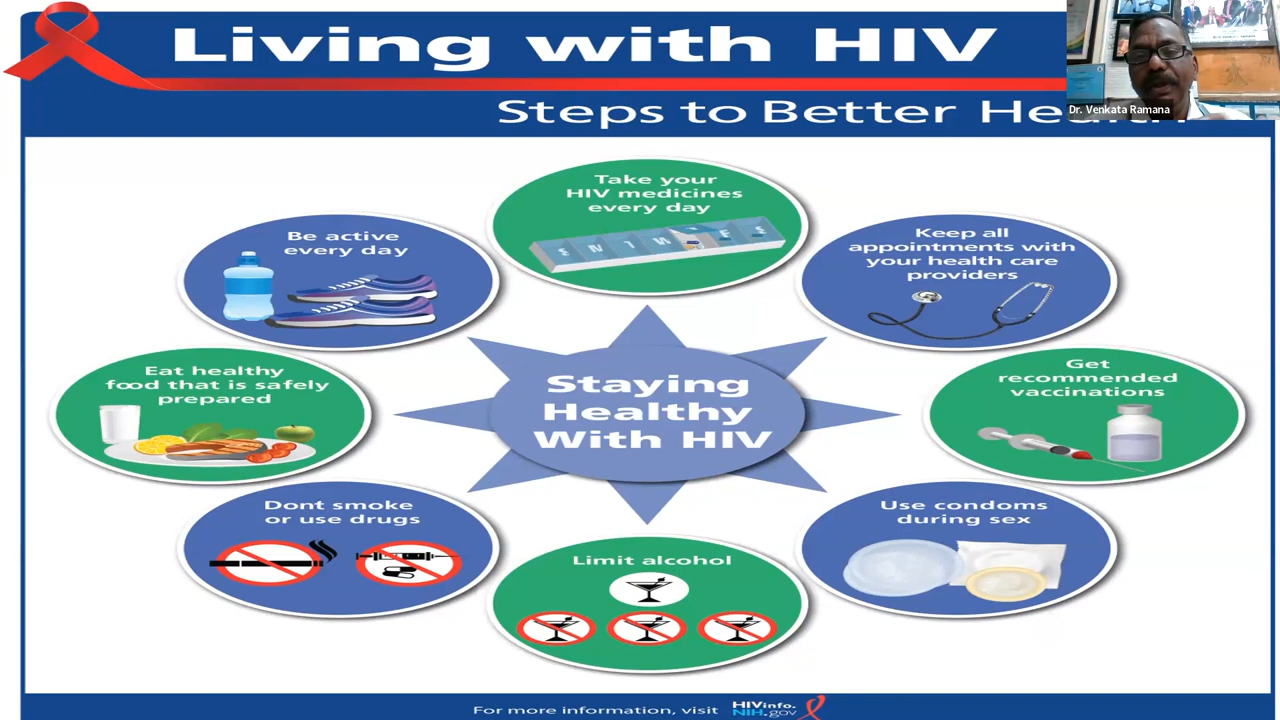 Living with HIV
Steps to Better Health
Dr. Venkata Ramana
Take your
HIV medicines
every day
S M T W T F S
Be active
every day
Keep all
appointments with
your health care
providers
Eat healthy
food that is safely
prepared
Get
recommended
vaccinations
Staying
Healthy
With HIV
Dont smoke
or use drugs
Use condoms
during sex
Limit alcohol
For more information, visit HIVinfo.
NIH.gov